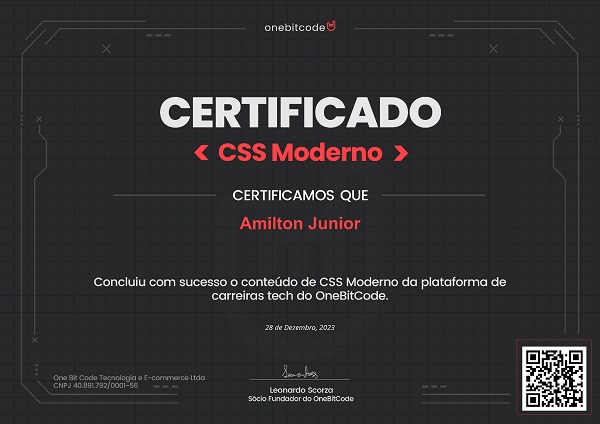 onebitcode
CERTIFICADO
< CSS Moderno >
CERTIFICAMOS QUE
Amilton Junior
Concluiu com sucesso o conteúdo de CSS Moderno da plataforma de
carreiras tech do OneBitCode.
28 de Dezembro, 2023
One Bit Code Tecnologia e E-commerce Ltda
CNPJ 40.891.792/0001-56
Leonardo Scorza
Sócio Fundador do OneBitCode